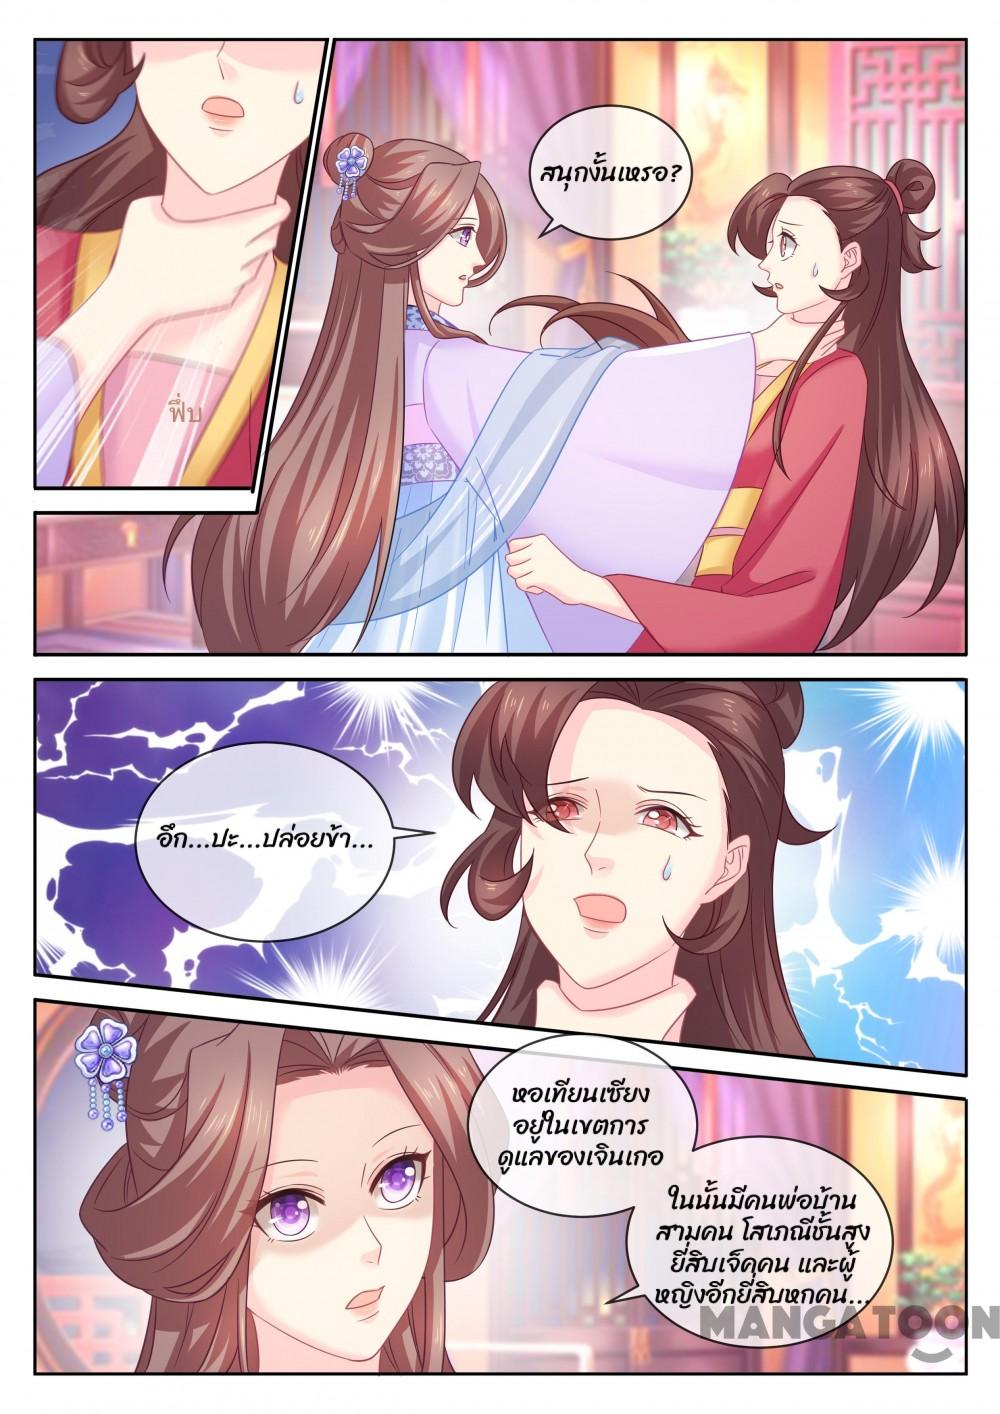 สนุกงั้นเหรอ?
ฟึ่บ
อึก...ปะ...ปล่อยข้า...
หอเทียนเซียง
อยู่ในเขตการ
ดูแลของเจินเกอ
ในนั้นมีคนพ่อบ้าน
สามคน โสเภณีชั้นสูง
ยี่สิบเจ็ดคน และผู้
หญิงอีกยี่สิบหกคน...
MANGATOON